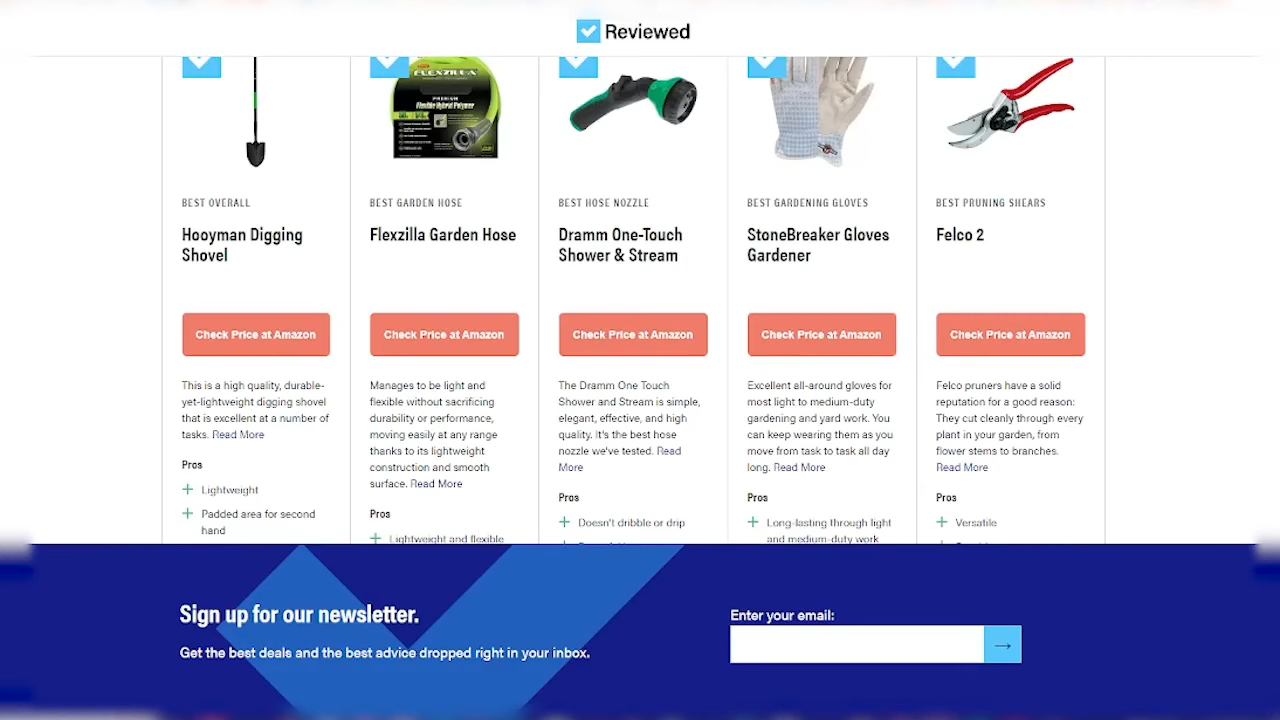 Reviewed
FLEXZILLA
PREMIUM
Flexible Hybrid Polymer
BEST OVERALL
Hooyman Digging
Shovel
Check Price at Amazon
This is a high quality, durable-
yet-lightweight digging shovel
that is excellent at a number of
tasks. Read More
Pros
Lightweight
Padded area for second
hand
BEST GARDEN HOSE
Flexzilla Garden Hose
Check Price at Amazon
Manages to be light and
flexible without sacrificing
durability or performance,
moving easily at any range
thanks to its lightweight
construction and smooth
surface. Read More
Pros
Lightweight and flexible
BEST HOSE NOZZLE
Dramm One-Touch
Shower & Stream
Check Price at Amazon
The Dramm One Touch
Shower and Stream is simple,
elegant, effective, and high
quality. It's the best hose
nozzle we've tested. Read
More
Pros
Doesn't dribble or drip
BEST GARDENING GLOVES
StoneBreaker Gloves
Gardener
Check Price at Amazon
Excellent all-around gloves for
most light to medium-duty
gardening and yard work. You
can keep wearing them as you
move from task to task all day
long. Read More
Pros
Long-lasting through light
and medium-duty work
BEST PRUNING SHEARS
Felco 2
Check Price at Amazon
Felco pruners have a solid
reputation for a good reason:
They cut cleanly through every
plant in your garden, from
flower stems to branches.
Read More
Pros
Versatile
Sign up for our newsletter.
Get the best deals and the best advice dropped right in your inbox.
Enter your email:
→